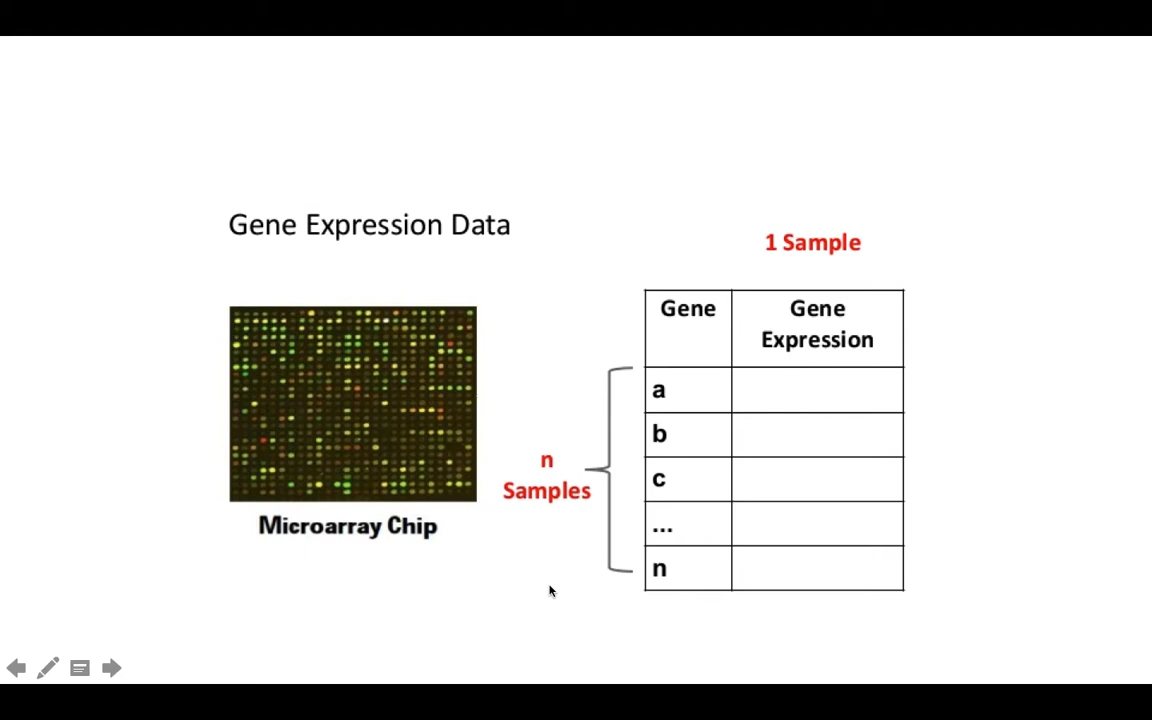 Gene Expression Data
1 Sample
Gene
Gene
Expression
a
b
c
...
n
n
Samples
Microarray Chip